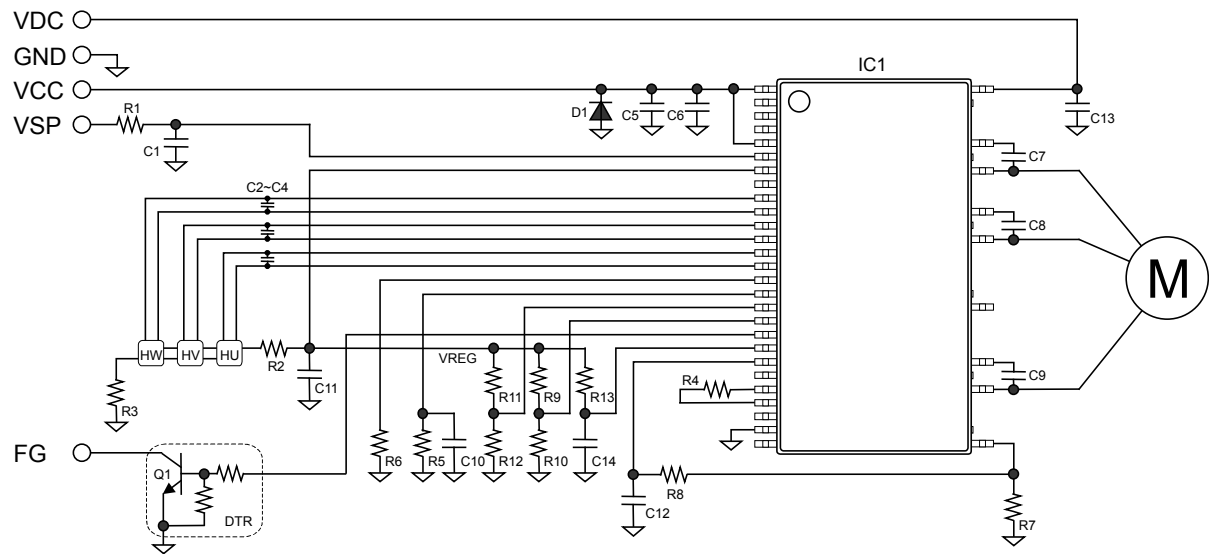 VDC
GND
VCC
VSP
R1
C1
D1
C5
C6
IC1
C13
C7
C2~C4
C8
M
HW
HV
HU
R2
C11
VREG
R11
R9
R13
R4
C9
R3
FG
Q1
DTR
R6
R5
C10
R12
R10
C14
R8
C12
R7